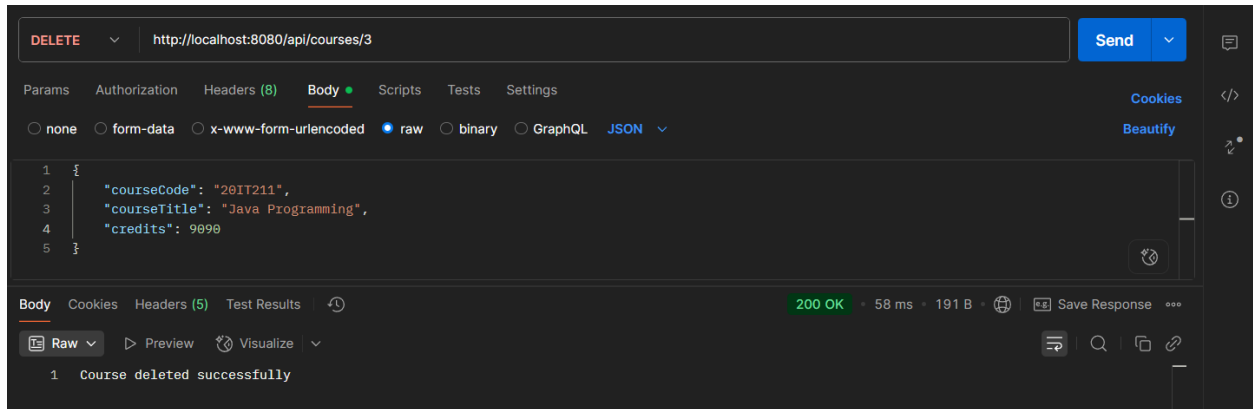 DELETE http://localhost:8080/api/courses/3 Send
Params Authorization Headers (8) Body Scripts Tests Settings Cookies
none form-data x-www-form-urlencoded raw binary GraphQL JSON Beautify
1 {
2 "courseCode": "20IT211",
3 "courseTitle": "Java Programming",
4 "credits": 9090
5 }
Body Cookies Headers (5) Test Results 200 OK • 58 ms • 191 B • e.g. Save Response
Raw Preview Visualize
1 Course deleted successfully